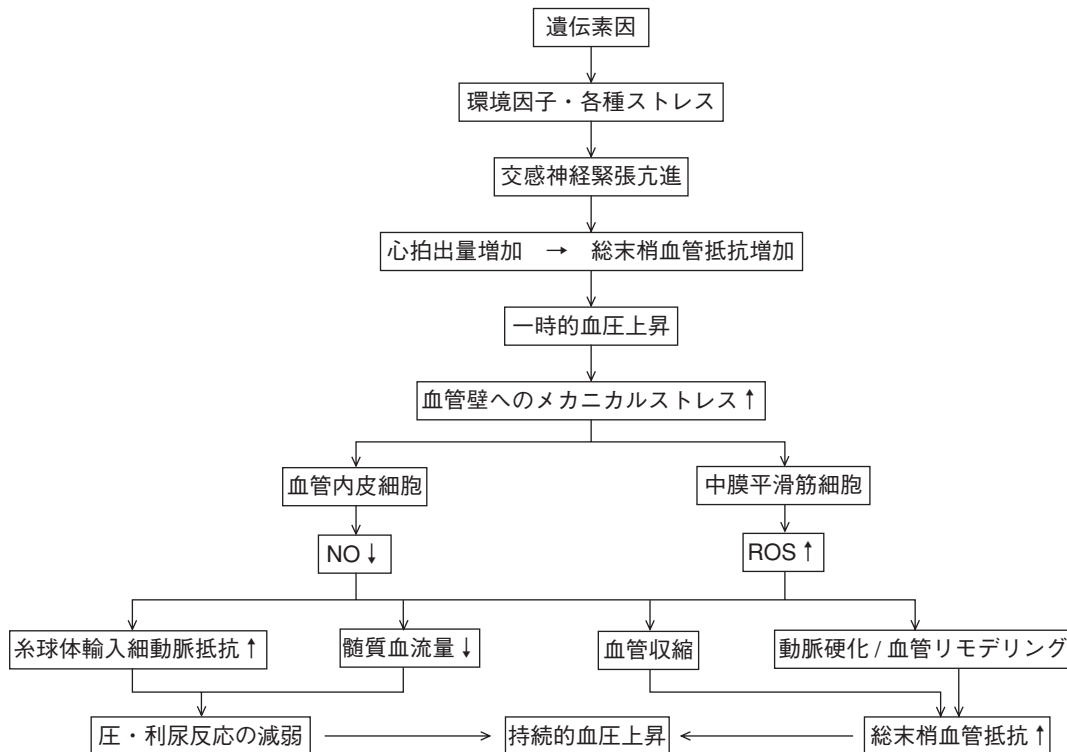 遺伝素因
環境因子・各種ストレス
交感神経緊張亢進
心拍出量増加 → 総末梢血管抵抗増加
一時的血圧上昇
血管壁へのメカニカルストレス↑
血管内皮細胞
中膜平滑筋細胞
NO↓
ROS↑
糸球体輸入細動脈抵抗↑
髄質血流量↓
血管収縮
動脈硬化 / 血管リモデリング
圧・利尿反応の減弱
持続的血圧上昇
総末梢血管抵抗↑